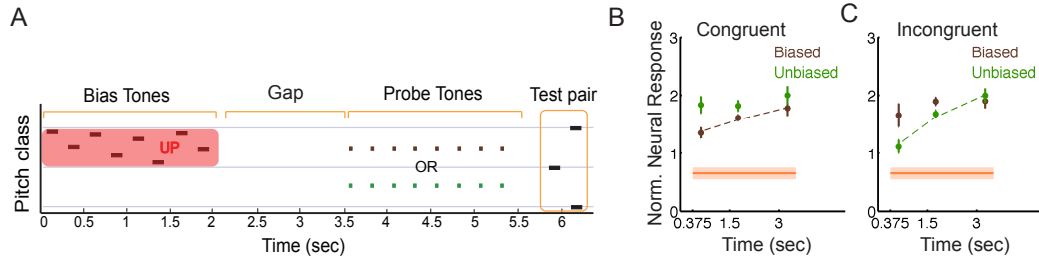 A
Bias Tones
Gap
Probe Tones
Test pair
Pitch class
UP
OR
0 0.5 1 1.5 2 2.5 3 3.5 4 4.5 5 5.5 6
Time (sec)
B
Congruent
Norm. Neural Response
3
2
1
0
Biased
Unbiased
0.375 1.5 3
Time (sec)
C
Incongruent
3
2
1
0
Biased
Unbiased
0.375 1.5 3
Time (sec)